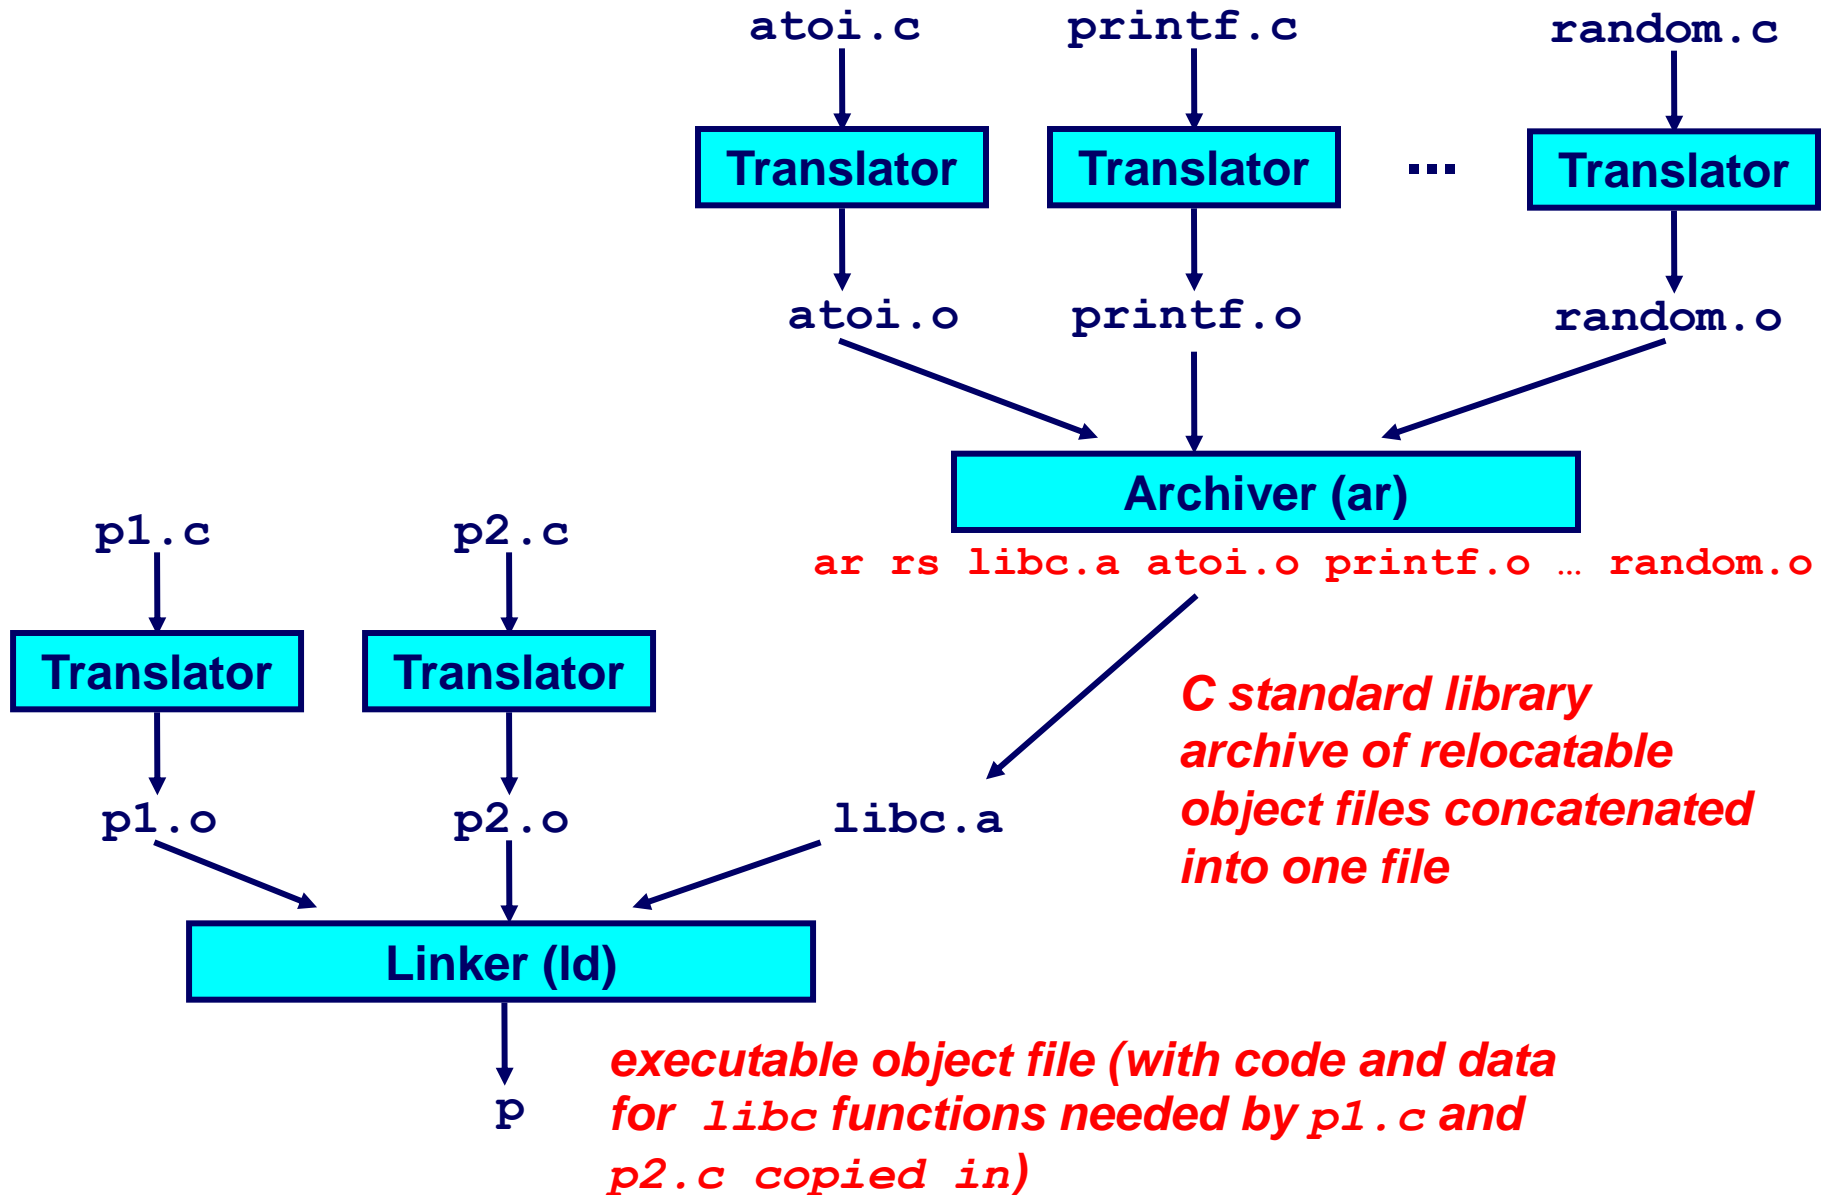 atoi.c printf.c random.c
Translator Translator ... Translator
atoi.o printf.o random.o
Archiver (ar)
ar rs libc.a atoi.o printf.o … random.o
p1.c p2.c
Translator Translator
C standard library
archive of relocatable
object files concatenated
into one file
p1.o p2.o libc.a
Linker (ld)
executable object file (with code and data
for libc functions needed by p1.c and
p2.c copied in)
p